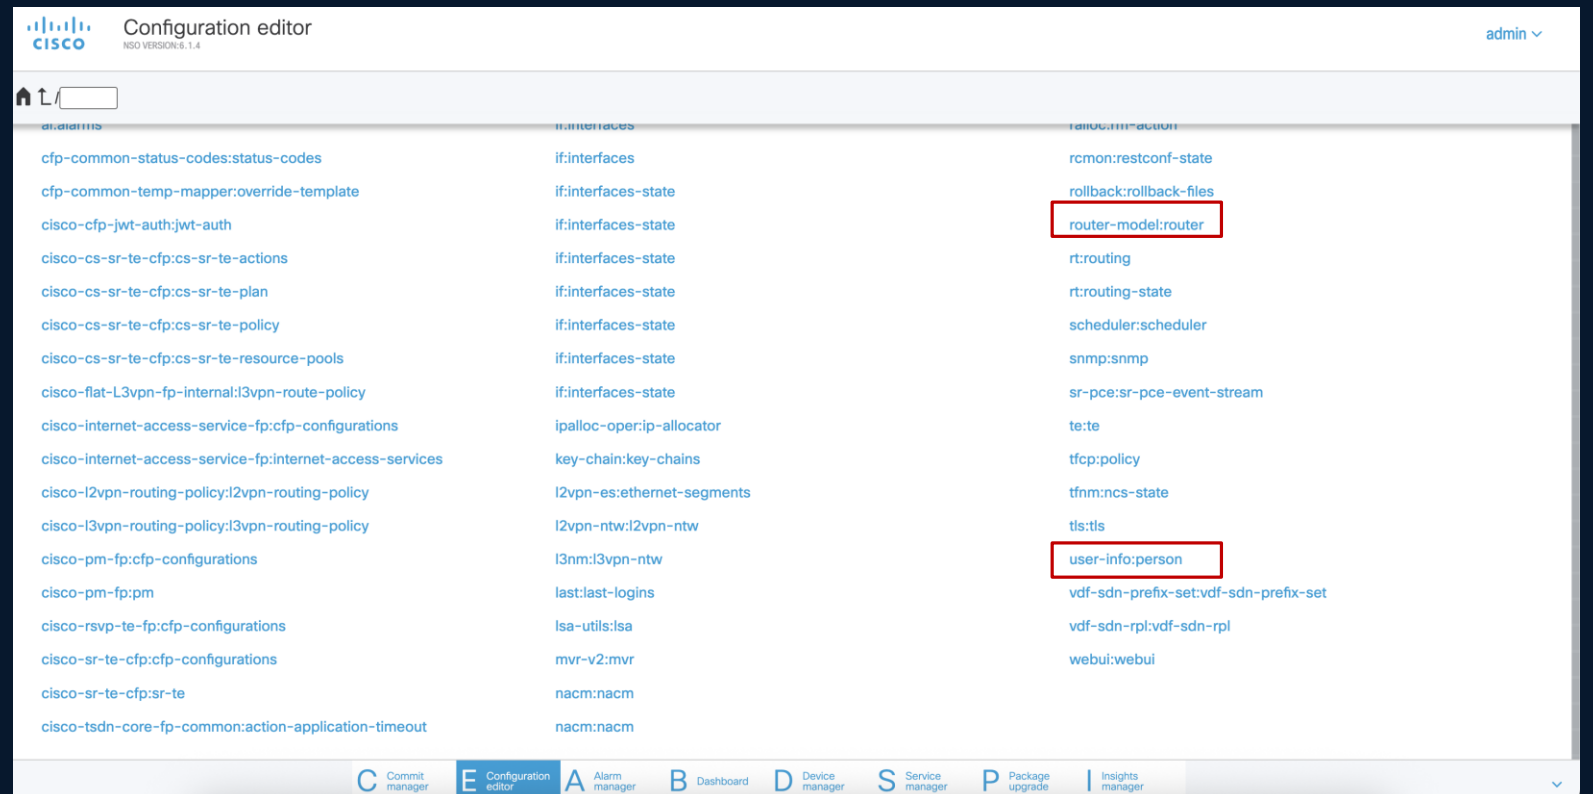 CISCO
Configuration editor
NSO VERSION:6.1.4
admin
/
al:alarms
cfp-common-status-codes:status-codes
cfp-common-temp-mapper:override-template
cisco-cfp-jwt-auth:jwt-auth
cisco-cs-sr-te-cfp:cs-sr-te-actions
cisco-cs-sr-te-cfp:cs-sr-te-plan
cisco-cs-sr-te-cfp:cs-sr-te-policy
cisco-cs-sr-te-cfp:cs-sr-te-resource-pools
cisco-flat-L3vpn-fp-internal:l3vpn-route-policy
cisco-internet-access-service-fp:cfp-configurations
cisco-internet-access-service-fp:internet-access-services
cisco-l2vpn-routing-policy:l2vpn-routing-policy
cisco-l3vpn-routing-policy:l3vpn-routing-policy
cisco-pm-fp:cfp-configurations
cisco-pm-fp:pm
cisco-rsvp-te-fp:cfp-configurations
cisco-sr-te-cfp:cfp-configurations
cisco-sr-te-cfp:sr-te
cisco-tsdn-core-fp-common:action-application-timeout
if:interfaces
if:interfaces
if:interfaces-state
if:interfaces-state
if:interfaces-state
if:interfaces-state
if:interfaces-state
if:interfaces-state
if:interfaces-state
ipalloc-oper:ip-allocator
key-chain:key-chains
l2vpn-es:ethernet-segments
l2vpn-ntw:l2vpn-ntw
l3nm:l3vpn-ntw
last:last-logins
lsa-utils:lsa
mvr-v2:mvr
nacm:nacm
nacm:nacm
ralloc:rm-action
rcmon:restconf-state
rollback:rollback-files
router-model:router
rt:routing
rt:routing-state
scheduler:scheduler
snmp:snmp
sr-pce:sr-pce-event-stream
te:te
tfcp:policy
tfnm:ncs-state
tls:tls
user-info:person
vdf-sdn-prefix-set:vdf-sdn-prefix-set
vdf-sdn-rpl:vdf-sdn-rpl
webui:webui
C Commit manager
E Configuration editor
A Alarm manager
B Dashboard
D Device manager
S Service manager
P Package upgrade
I Insights manager